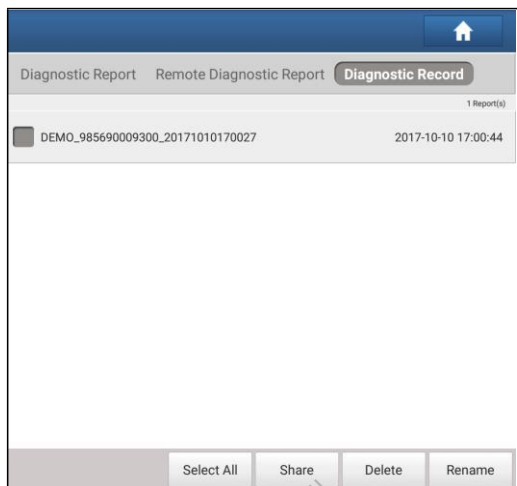 Diagnostic Report Remote Diagnostic Report Diagnostic Record
1 Report(s)
DEMO_985690009300_20171010170027 2017-10-10 17:00:44
Select All Share Delete Rename